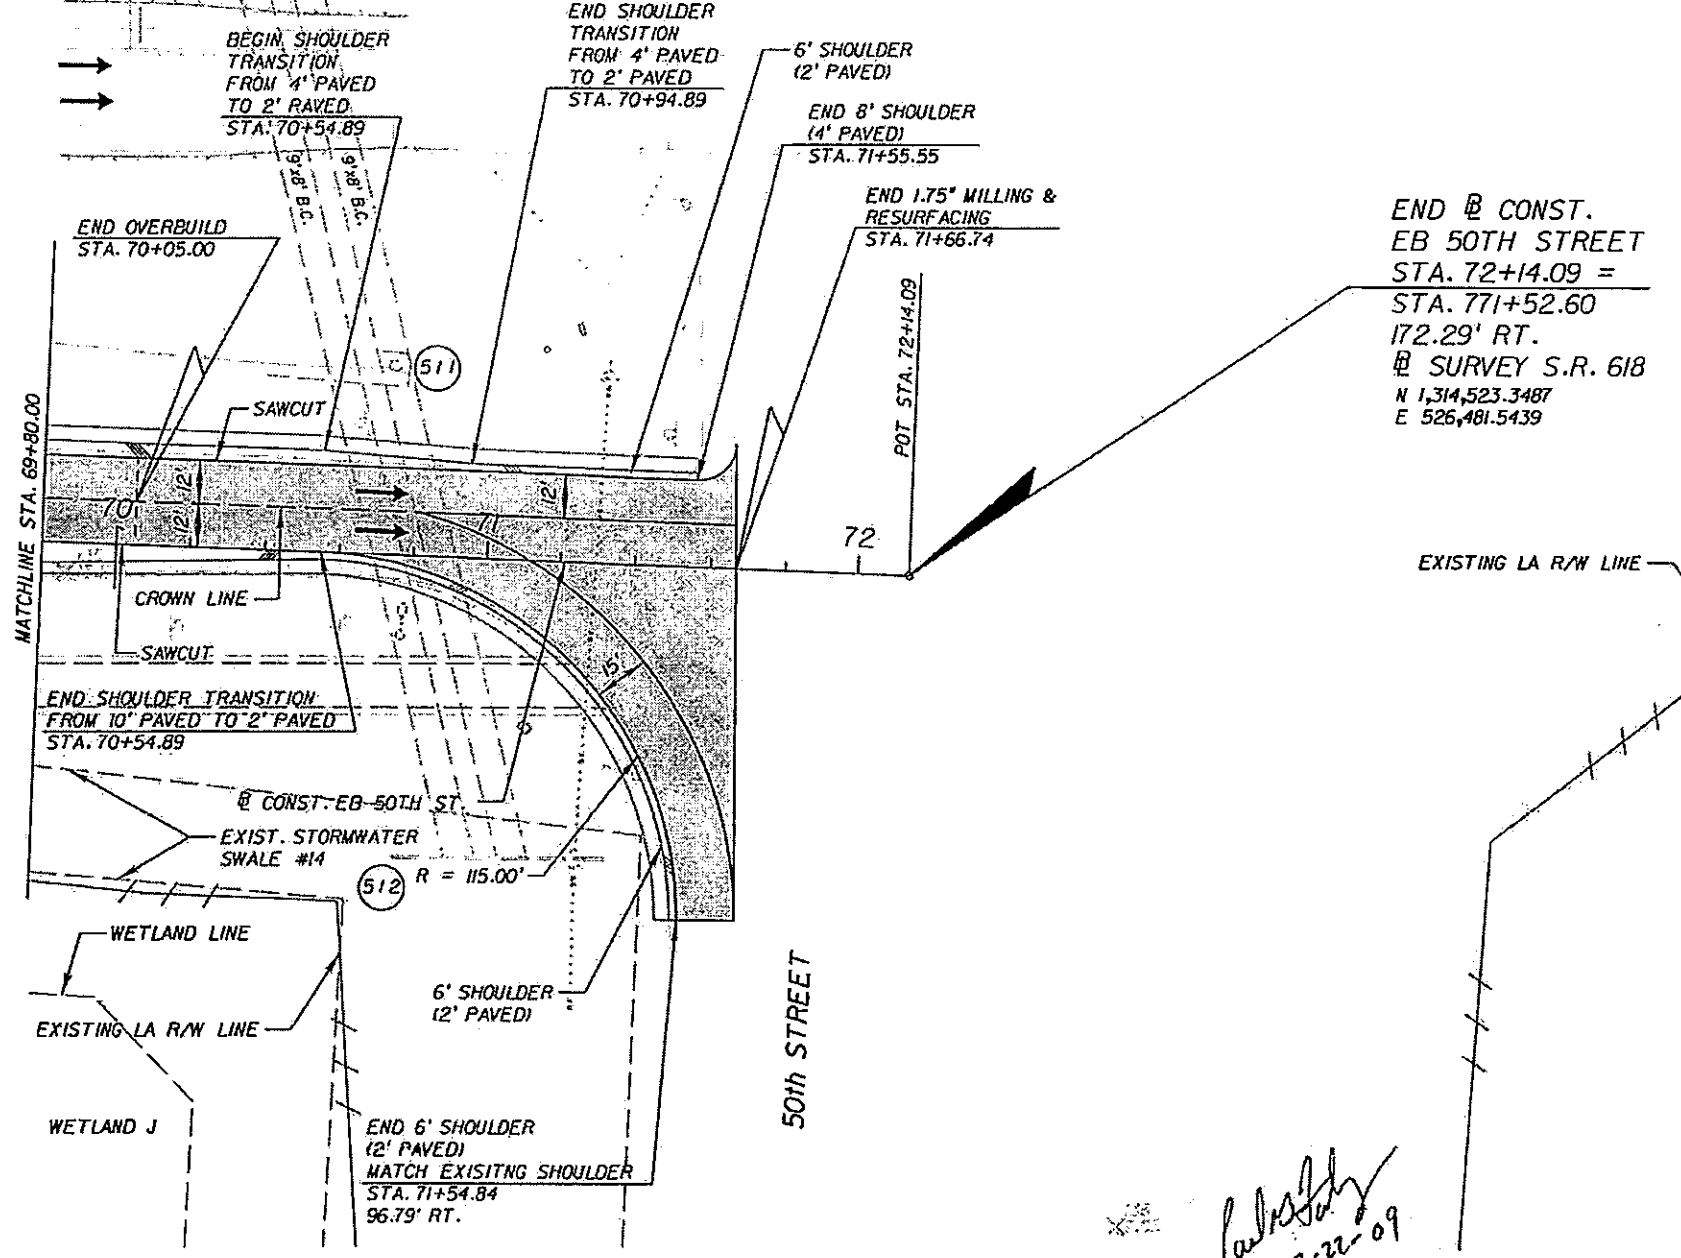 BEGIN SHOULDER
TRANSITION
FROM 4' PAVED
TO 2' PAVED
STA. 70+54.89
END SHOULDER
TRANSITION
FROM 4' PAVED
TO 2' PAVED
STA. 70+94.89
6' SHOULDER
(2' PAVED)
END 8' SHOULDER
(4' PAVED)
STA. 71+55.55
END 1.75" MILLING &
RESURFACING
STA. 71+66.74
9'x8' B.C.
9'x8' B.C.
END OVERBUILD
STA. 70+05.00
END ⅊ CONST.
EB 50TH STREET
STA. 72+14.09 =
STA. 771+52.60
172.29' RT.
⅊ SURVEY S.R. 618
N 1,314,523.3487
E 526,481.5439
POT STA. 72+14.09
511
SAWCUT
MATCHLINE STA. 69+80.00
70
12'
12'
12'
71
72
CROWN LINE
SAWCUT
15'
EXISTING LA R/W LINE
END SHOULDER TRANSITION
FROM 10' PAVED TO 2' PAVED
STA. 70+54.89
⅊ CONST. EB 50TH ST.
EXIST. STORMWATER
SWALE #14
512
R = 115.00'
WETLAND LINE
6' SHOULDER
(2' PAVED)
EXISTING LA R/W LINE
50th STREET
WETLAND J
END 6' SHOULDER
(2' PAVED)
MATCH EXISITNG SHOULDER
STA. 71+54.84
96.79' RT.
22-09